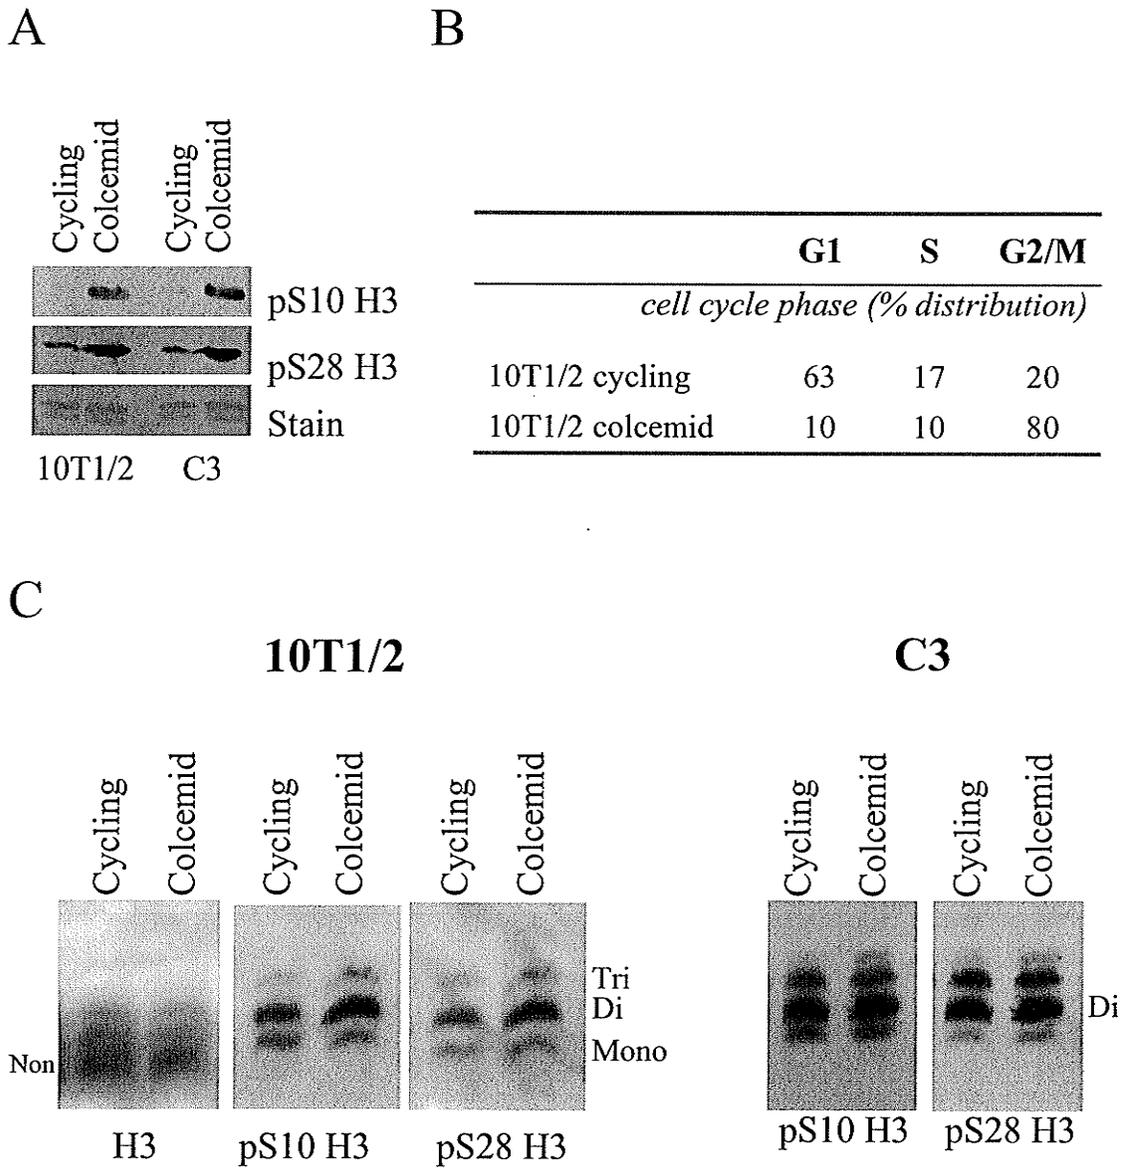 A
B
Cycling Colcemid Cycling Colcemid
pS10 H3
pS28 H3
Stain
10T1/2 C3
G1 S G2/M
cell cycle phase (% distribution)
10T1/2 cycling 63 17 20
10T1/2 colcemid 10 10 80
C
10T1/2 C3
Cycling Colcemid Cycling Colcemid Cycling Colcemid Cycling Colcemid Cycling Colcemid
Tri
Di Di
Mono
Non
H3 pS10 H3 pS28 H3 pS10 H3 pS28 H3